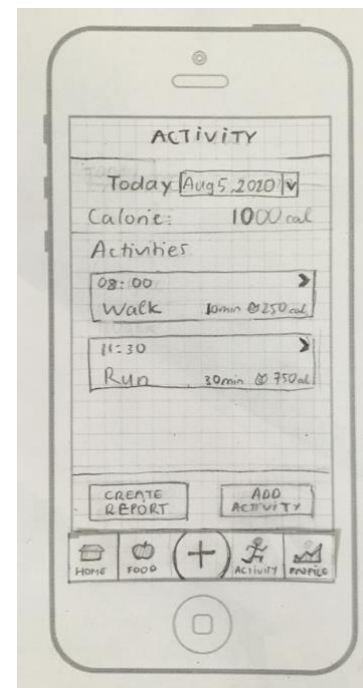 ACTIVITY
Today Aug 5, 2020
Calorie: 1000 cal
Activities
08:00
Walk 10min 250 cal
11:30
Run 30min 750 cal
CREATE REPORT
ADD ACTIVITY
HOME FOOD ACTIVITY PROFILE